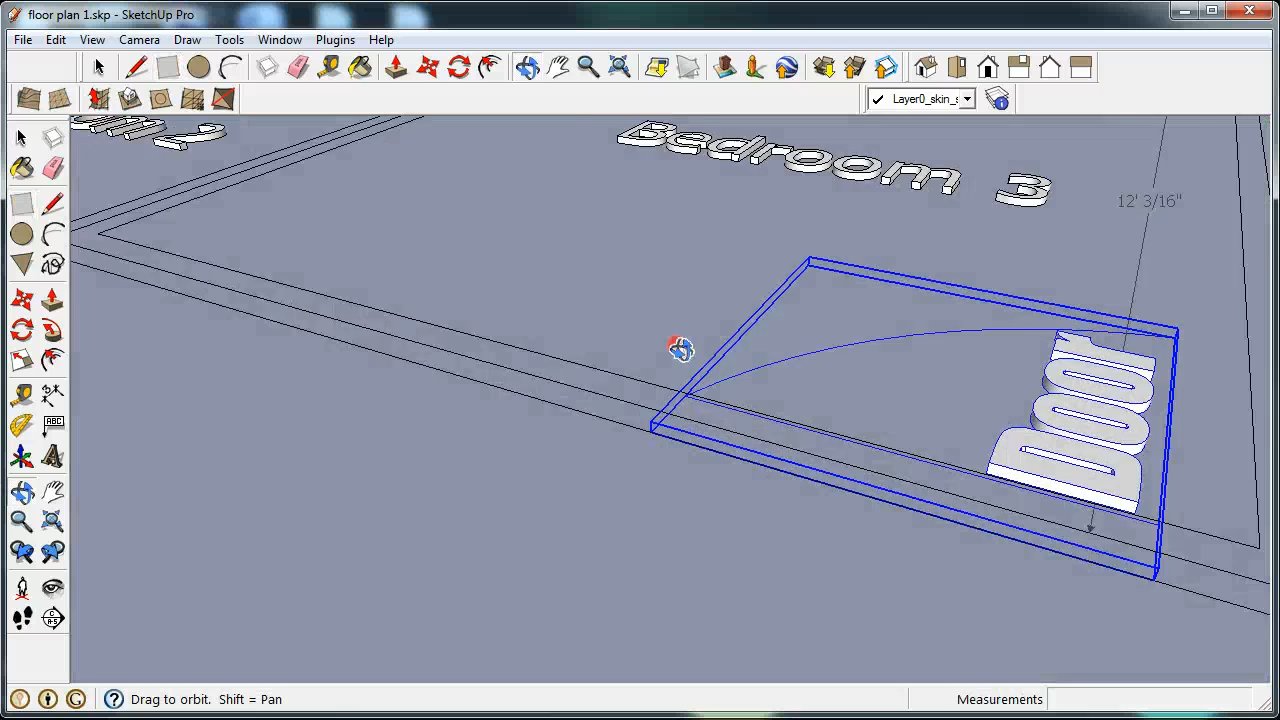 floor plan 1.skp - SketchUp Pro
File Edit View Camera Draw Tools Window Plugins Help
Layer0_skin_s
Bedroom 3
12' 3/16"
Door
ABC
Drag to orbit. Shift = Pan
Measurements